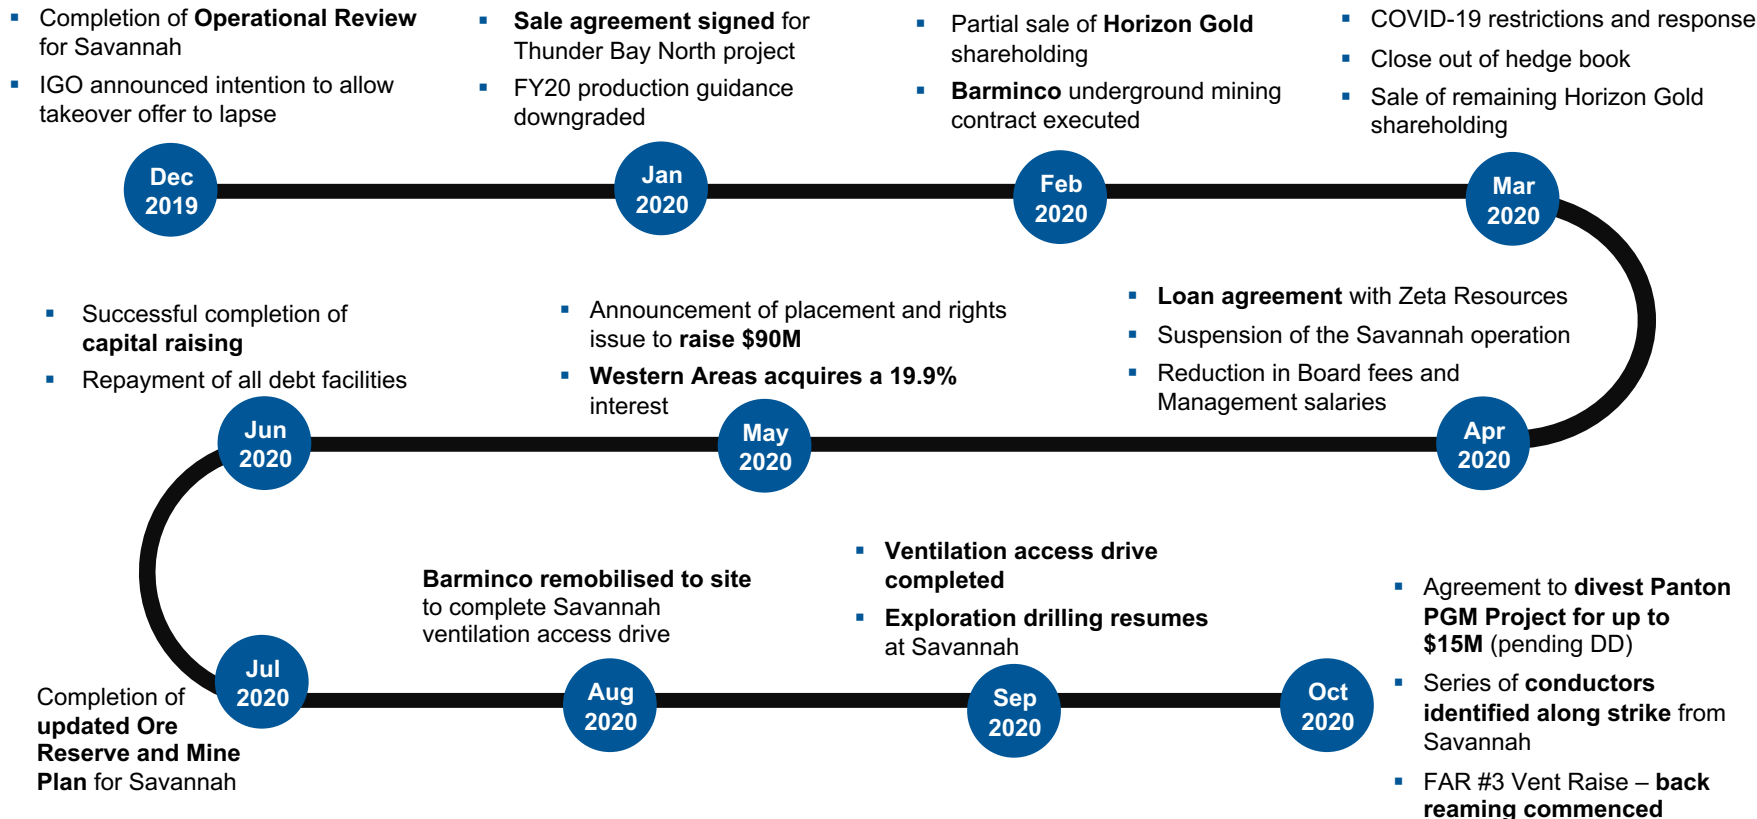 ▪ Completion of Operational Review
for Savannah
▪ IGO announced intention to allow
takeover offer to lapse
▪ Sale agreement signed for
Thunder Bay North project
▪ FY20 production guidance
downgraded
▪ Partial sale of Horizon Gold
shareholding
▪ Barminco underground mining
contract executed
▪ COVID-19 restrictions and response
▪ Close out of hedge book
▪ Sale of remaining Horizon Gold
shareholding
Dec
2019
Jan
2020
Feb
2020
Mar
2020
▪ Successful completion of
capital raising
▪ Repayment of all debt facilities
▪ Announcement of placement and rights
issue to raise $90M
▪ Western Areas acquires a 19.9%
interest
▪ Loan agreement with Zeta Resources
▪ Suspension of the Savannah operation
▪ Reduction in Board fees and
Management salaries
Jun
2020
May
2020
Apr
2020
Completion of
updated Ore
Reserve and Mine
Plan for Savannah
Jul
2020
Barminco remobilised to site
to complete Savannah
ventilation access drive
Aug
2020
▪ Ventilation access drive
completed
▪ Exploration drilling resumes
at Savannah
Sep
2020
Oct
2020
▪ Agreement to divest Panton
PGM Project for up to
$15M (pending DD)
▪ Series of conductors
identified along strike from
Savannah
▪ FAR #3 Vent Raise – back
reaming commenced